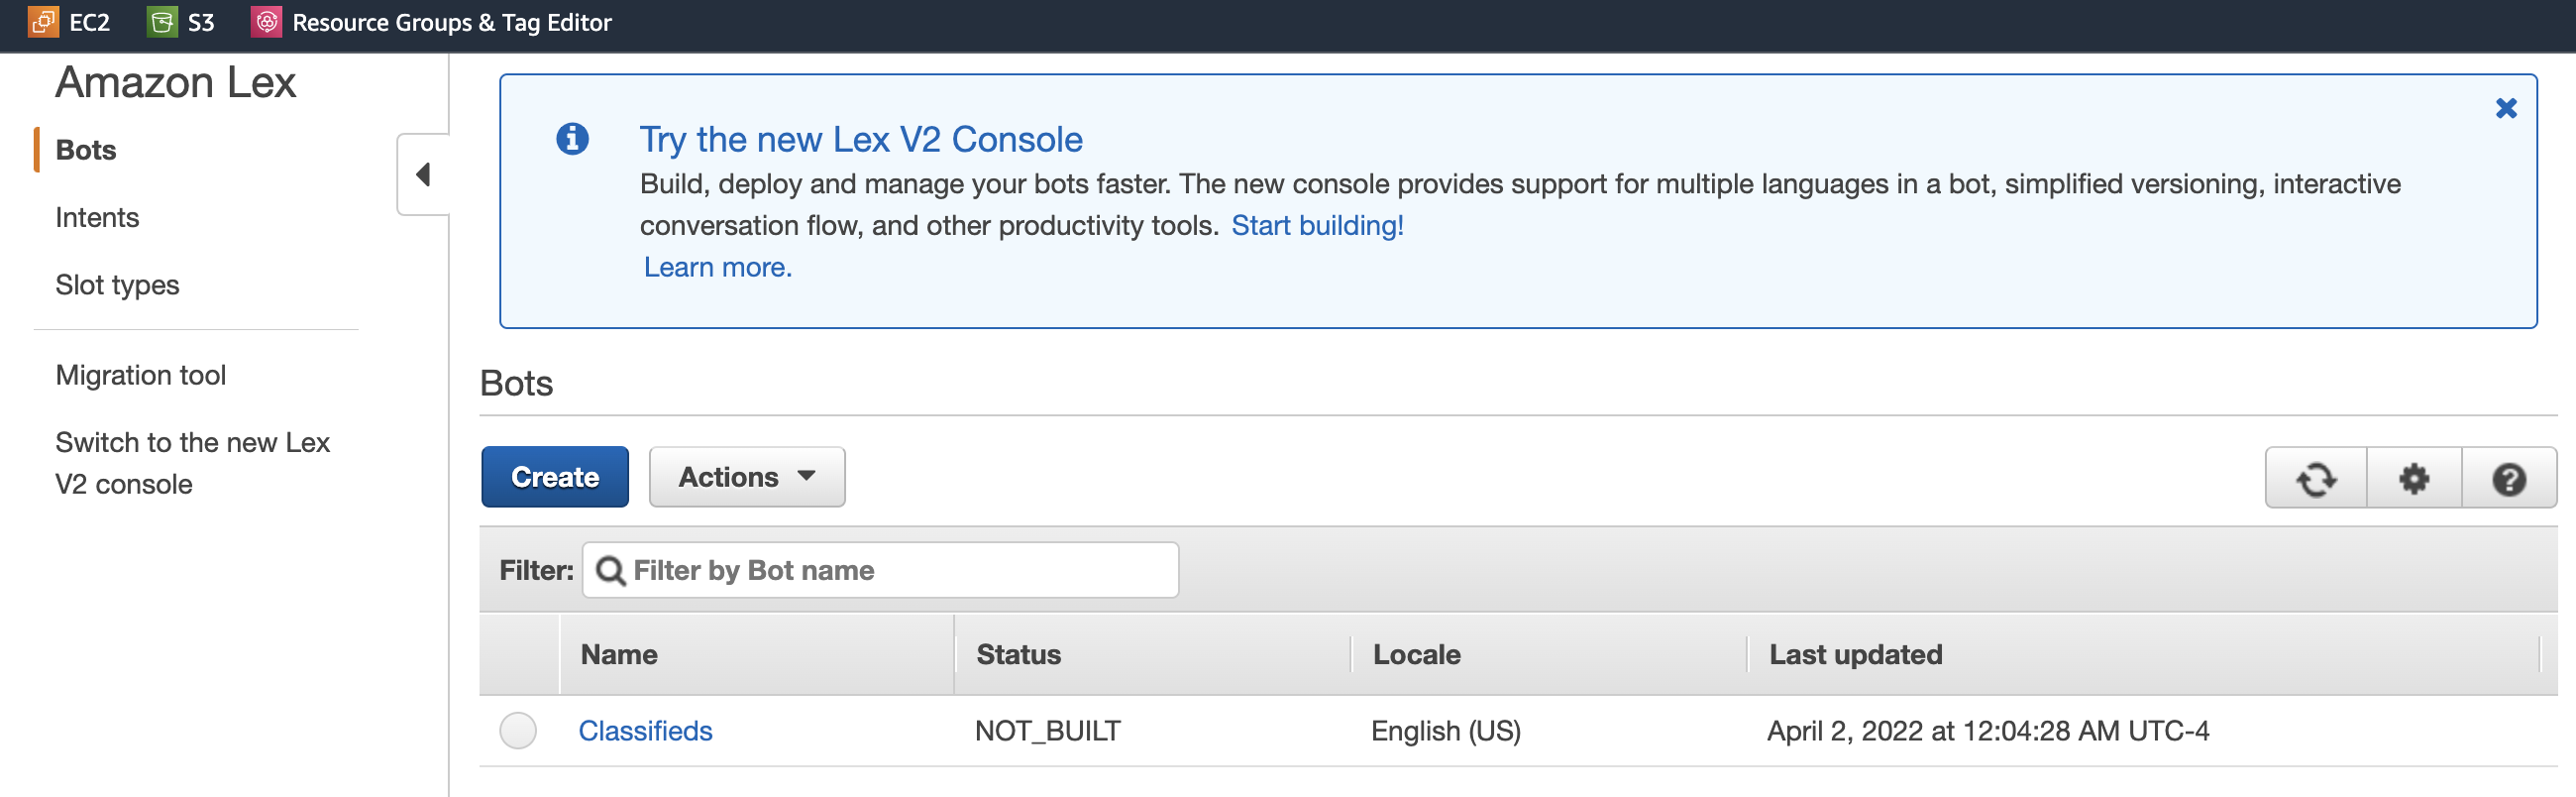 EC2 S3 Resource Groups & Tag Editor
Amazon Lex
Bots
Intents
Slot types
Migration tool
Switch to the new Lex
V2 console
Try the new Lex V2 Console
Build, deploy and manage your bots faster. The new console provides support for multiple languages in a bot, simplified versioning, interactive
conversation flow, and other productivity tools. Start building!
Learn more.
Bots
Create Actions
Filter: Filter by Bot name
Name Status Locale Last updated
Classifieds NOT_BUILT English (US) April 2, 2022 at 12:04:28 AM UTC-4